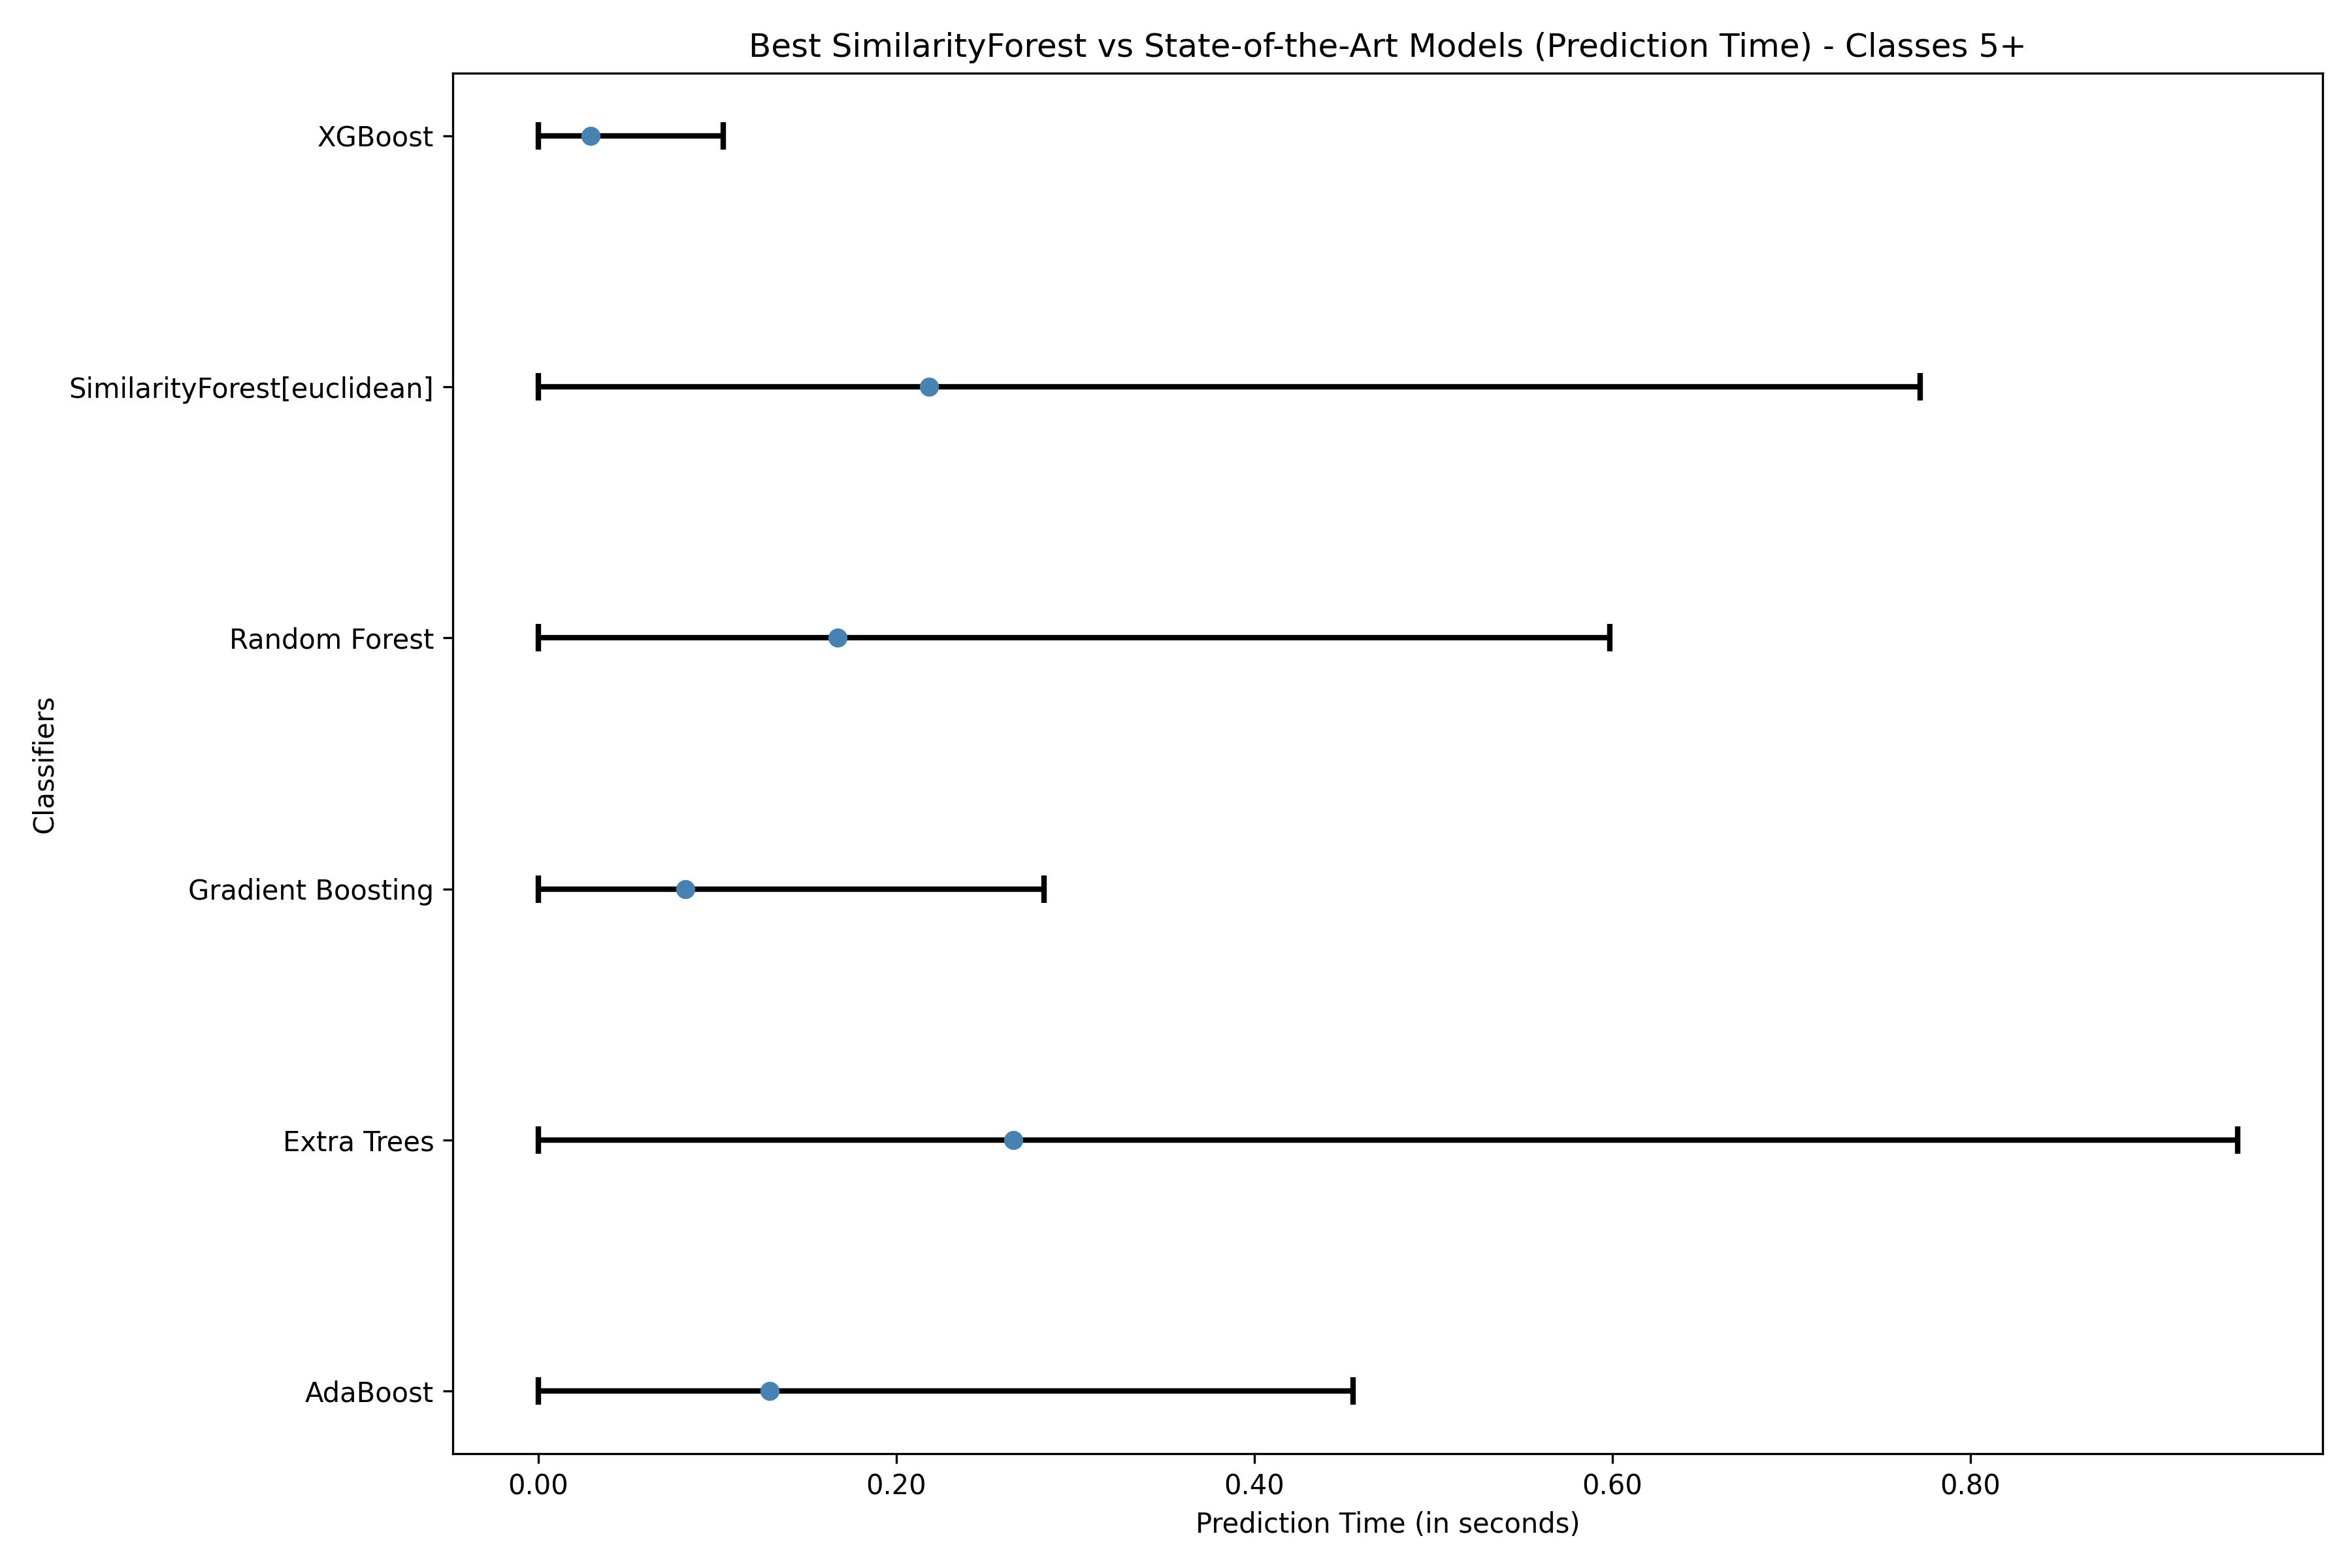 Best SimilarityForest vs State-of-the-Art Models (Prediction Time) - Classes 5+
XGBoost
SimilarityForest[euclidean]
Random Forest
Gradient Boosting
Extra Trees
AdaBoost
Classifiers
0.00 0.20 0.40 0.60 0.80
Prediction Time (in seconds)